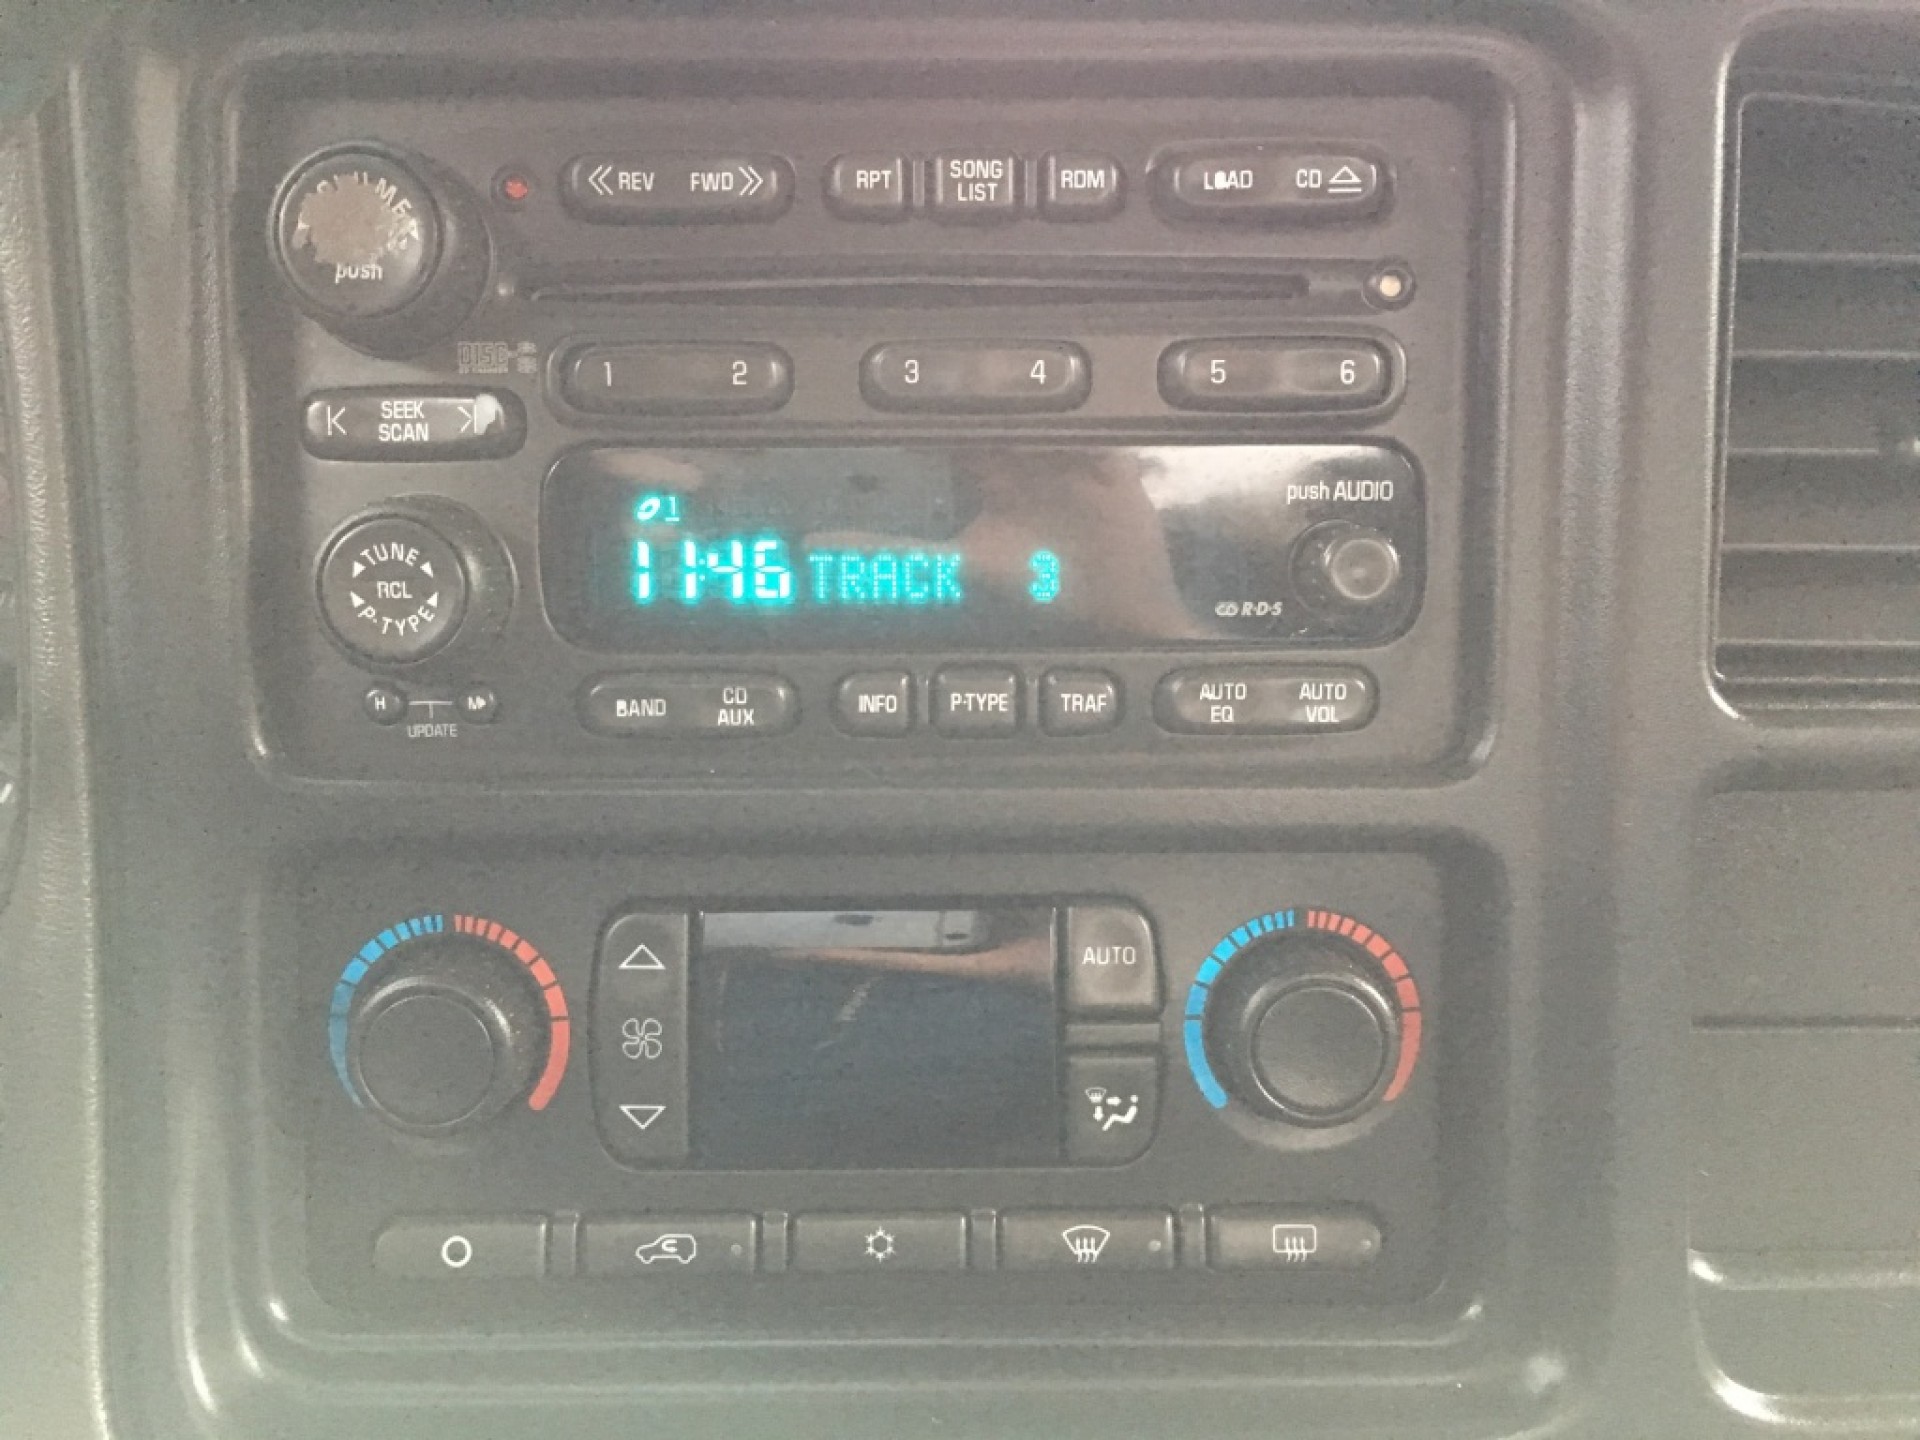 REV FWD RPT SONG LIST RDM LOAD CD
push
1 2 3 4 5 6
SEEK
SCAN
push AUDIO
1
11:46 TRACK 3
TUNE
RCL
P-TYPE
R·D·S
H M
UPDATE
BAND CD AUX INFO P-TYPE TRAF AUTO EQ AUTO VOL
AUTO